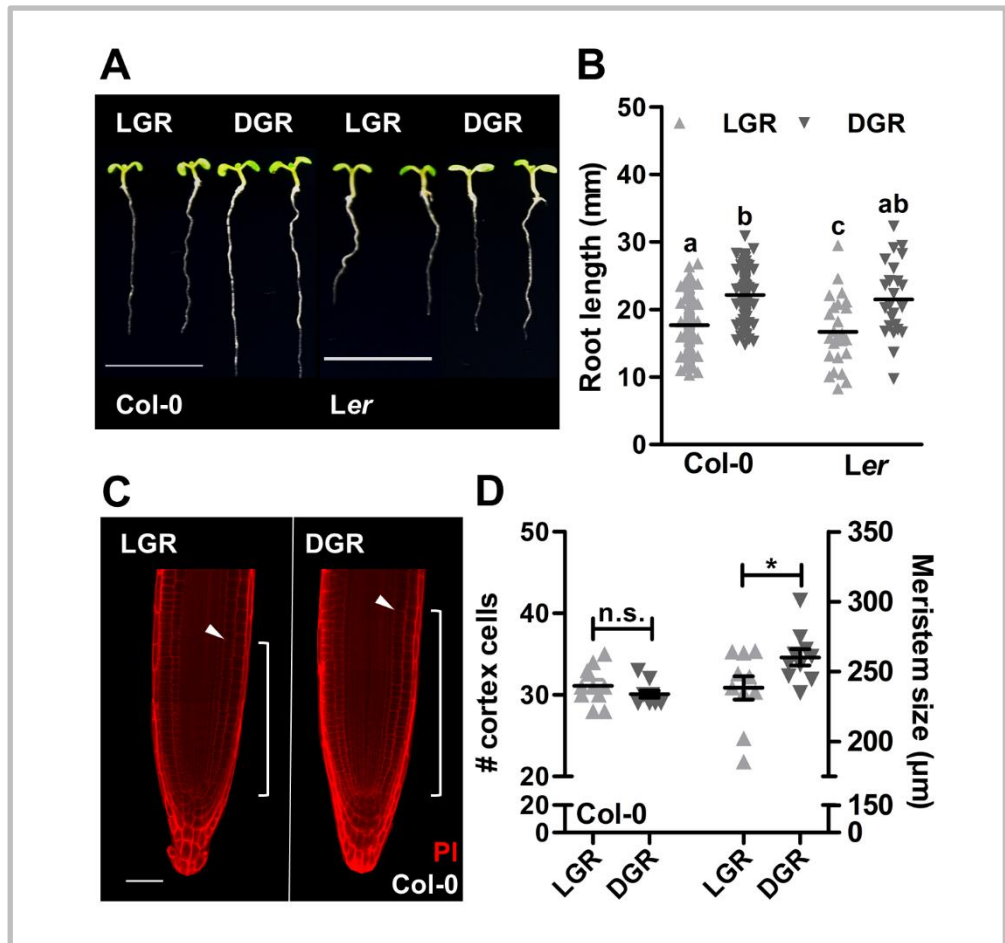 A
LGR DGR LGR DGR
Col-0 Ler
B
LGR DGR
Root length (mm)
50
40
30
20
10
0
a b c ab
Col-0 Ler
C
LGR DGR
PI
Col-0
D
# cortex cells
50
40
30
20
20
0
n.s. *
Col-0
350
300
250
200
150
0
Meristem size (µm)
LGR DGR LGR DGR